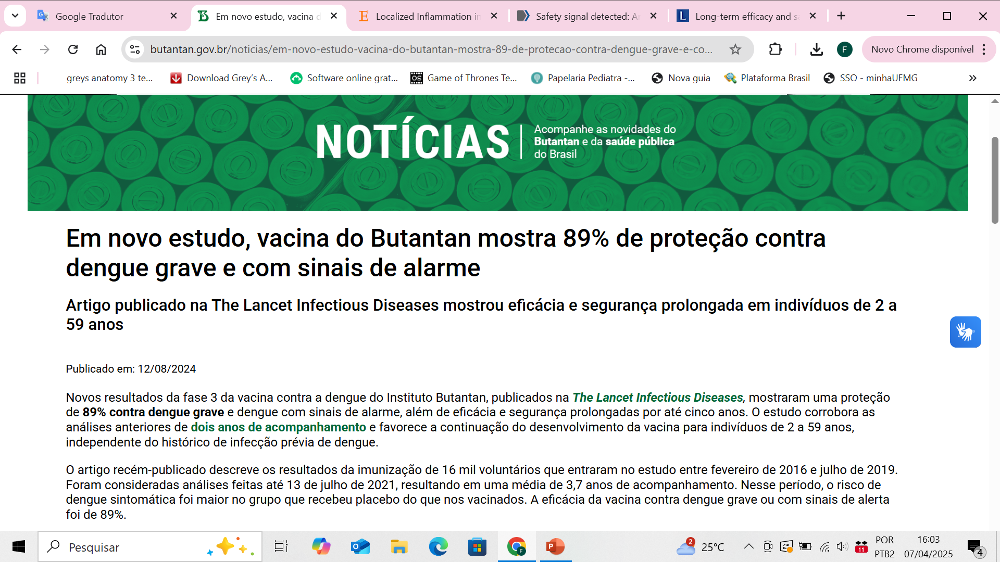 Google Tradutor
Em novo estudo, vacina d
Localized Inflammation in
Safety signal detected: A
Long-term efficacy and s
butantan.gov.br/noticias/em-novo-estudo-vacina-do-butantan-mostra-89-de-protecao-contra-dengue-grave-e-co...
F
Novo Chrome disponível
greys anatomy 3 te...
Download Grey's A...
Software online grat...
OS
Game of Thrones Te...
Papelaria Pediatra -...
Nova guia
Plataforma Brasil
SSO - minhaUFMG
NOTÍCIAS
Acompanhe as novidades do
Butantan e da saúde pública
do Brasil
Em novo estudo, vacina do Butantan mostra 89% de proteção contra
dengue grave e com sinais de alarme
Artigo publicado na The Lancet Infectious Diseases mostrou eficácia e segurança prolongada em indivíduos de 2 a
59 anos
Publicado em: 12/08/2024
Novos resultados da fase 3 da vacina contra a dengue do Instituto Butantan, publicados na The Lancet Infectious Diseases, mostraram uma proteção
de 89% contra dengue grave e dengue com sinais de alarme, além de eficácia e segurança prolongadas por até cinco anos. O estudo corrobora as
análises anteriores de dois anos de acompanhamento e favorece a continuação do desenvolvimento da vacina para indivíduos de 2 a 59 anos,
independente do histórico de infecção prévia de dengue.
O artigo recém-publicado descreve os resultados da imunização de 16 mil voluntários que entraram no estudo entre fevereiro de 2016 e julho de 2019.
Foram consideradas análises feitas até 13 de julho de 2021, resultando em uma média de 3,7 anos de acompanhamento. Nesse período, o risco de
dengue sintomática foi maior no grupo que recebeu placebo do que nos vacinados. A eficácia da vacina contra dengue grave ou com sinais de alerta
foi de 89%.
Pesquisar
2
25°C
11
POR
PTB2
16:03
07/04/2025
4